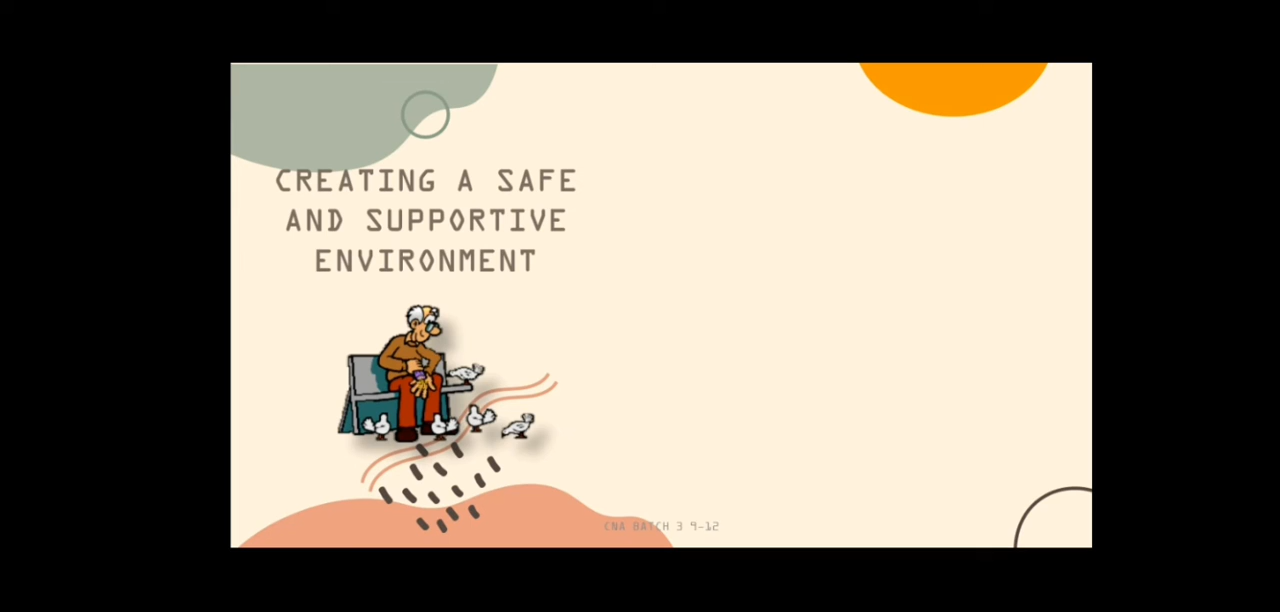 CREATING A SAFE
AND SUPPORTIVE
ENVIRONMENT
CNA BATCH 3 9-12